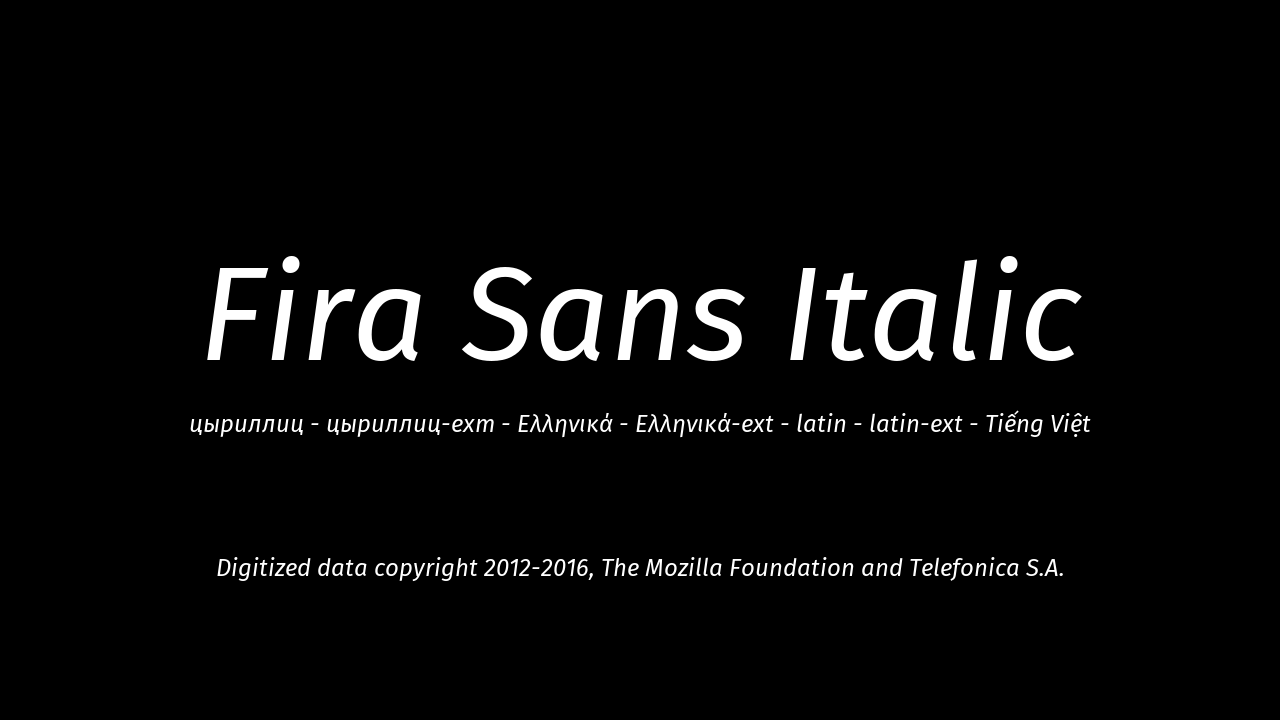 Fira Sans Italic
цыриллиц - цыриллиц-ехт - Ελληνικά - Ελληνικά-ext - latin - latin-ext - Tiếng Việt
Digitized data copyright 2012-2016, The Mozilla Foundation and Telefonica S.A.